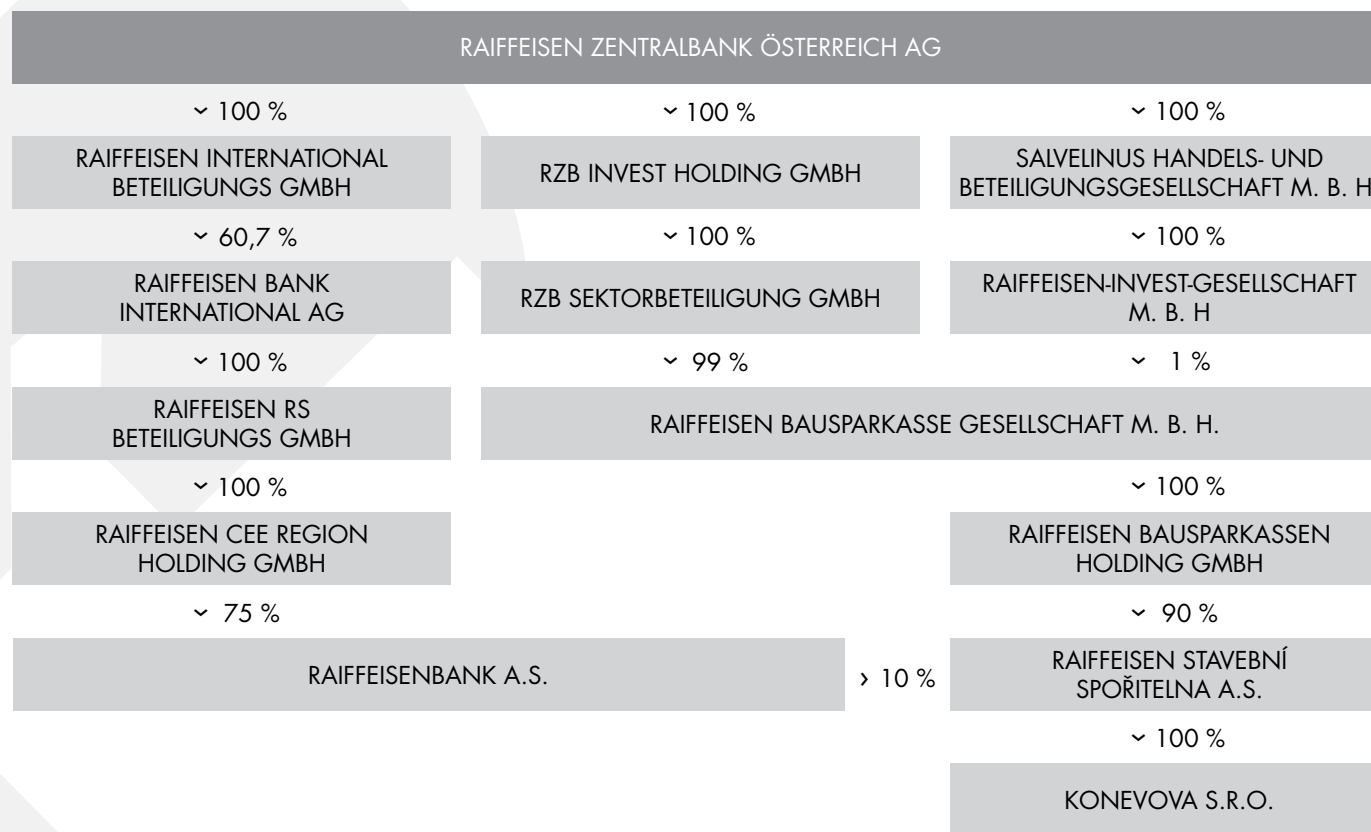 RAIFFEISEN ZENTRALBANK ÖSTERREICH AG
100 %
100 %
100 %
RAIFFEISEN INTERNATIONAL
BETEILIGUNGS GMBH
RZB INVEST HOLDING GMBH
SALVELINUS HANDELS- UND
BETEILIGUNGSGESELLSCHAFT M. B. H
60,7 %
100 %
100 %
RAIFFEISEN BANK
INTERNATIONAL AG
RZB SEKTORBETEILIGUNG GMBH
RAIFFEISEN-INVEST-GESELLSCHAFT
M. B. H
100 %
99 %
1 %
RAIFFEISEN RS
BETEILIGUNGS GMBH
RAIFFEISEN BAUSPARKASSE GESELLSCHAFT M. B. H.
100 %
100 %
RAIFFEISEN CEE REGION
HOLDING GMBH
RAIFFEISEN BAUSPARKASSEN
HOLDING GMBH
75 %
90 %
RAIFFEISENBANK A.S.
› 10 %
RAIFFEISEN STAVEBNÍ
SPOŘITELNA A.S.
100 %
KONEVOVA S.R.O.